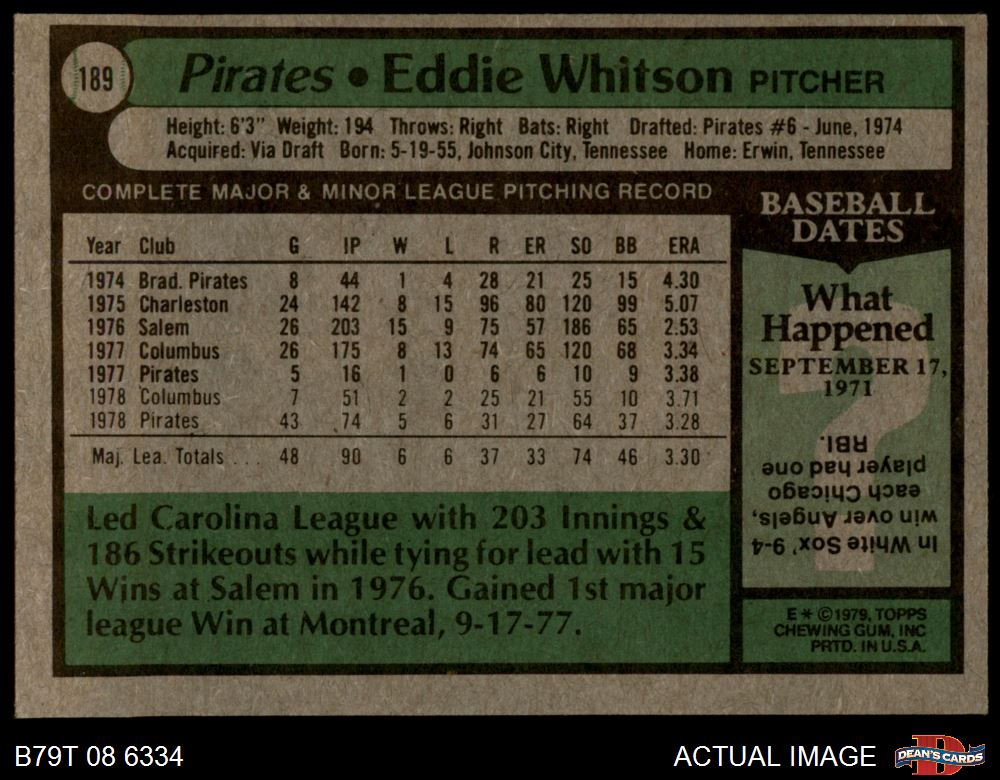 189
Pirates • Eddie Whitson PITCHER
Height: 6'3" Weight: 194 Throws: Right Bats: Right Drafted: Pirates #6 - June, 1974
Acquired: Via Draft Born: 5-19-55, Johnson City, Tennessee Home: Erwin, Tennessee
COMPLETE MAJOR & MINOR LEAGUE PITCHING RECORD
Year Club G IP W L R ER SO BB ERA
1974 Brad. Pirates 8 44 1 4 28 21 25 15 4.30
1975 Charleston 24 142 8 15 96 80 120 99 5.07
1976 Salem 26 203 15 9 75 57 186 65 2.53
1977 Columbus 26 175 8 13 74 65 120 68 3.34
1977 Pirates 5 16 1 0 6 6 10 9 3.38
1978 Columbus 7 51 2 2 25 21 55 10 3.71
1978 Pirates 43 74 5 6 31 27 64 37 3.28
Maj. Lea. Totals ... 48 90 6 6 37 33 74 46 3.30
Led Carolina League with 203 Innings &
186 Strikeouts while tying for lead with 15
Wins at Salem in 1976. Gained 1st major
league Win at Montreal, 9-17-77.
BASEBALL
DATES
What
Happened
SEPTEMBER 17,
1971
?
In White Sox' 9-4
win over Angels,
each Chicago
player had one
RBI.
E * © 1979, TOPPS
CHEWING GUM, INC
PRTD. IN U.S.A.
B79T 08 6334
ACTUAL IMAGE
D
DEAN'S CARDS